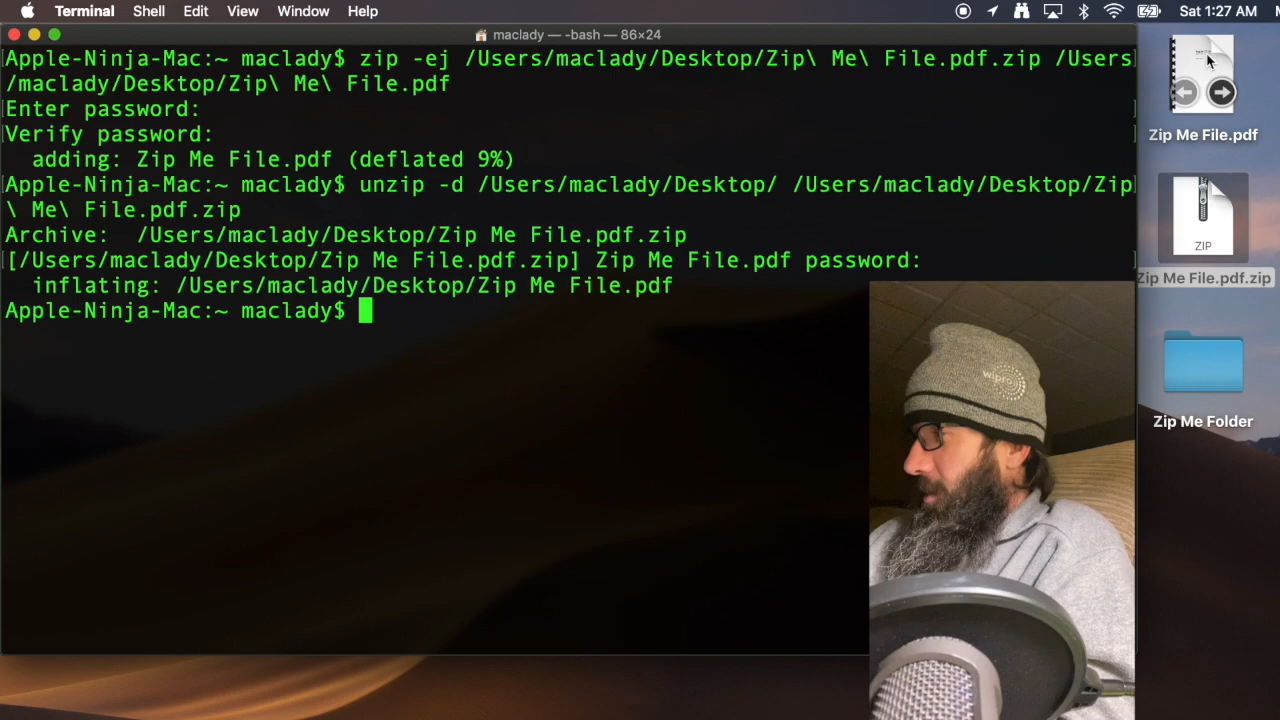 Terminal Shell Edit View Window Help Sat 1:27 AM
maclady — -bash — 86×24
Apple-Ninja-Mac:~ maclady$ zip -ej /Users/maclady/Desktop/Zip\ Me\ File.pdf.zip /Users
/maclady/Desktop/Zip\ Me\ File.pdf
Enter password:
Verify password:
adding: Zip Me File.pdf (deflated 9%)
Apple-Ninja-Mac:~ maclady$ unzip -d /Users/maclady/Desktop/ /Users/maclady/Desktop/Zip
\ Me\ File.pdf.zip
Archive: /Users/maclady/Desktop/Zip Me File.pdf.zip
[/Users/maclady/Desktop/Zip Me File.pdf.zip] Zip Me File.pdf password:
inflating: /Users/maclady/Desktop/Zip Me File.pdf
Apple-Ninja-Mac:~ maclady$
Zip Me File.pdf
ZIP
Zip Me File.pdf.zip
Zip Me Folder
wipro